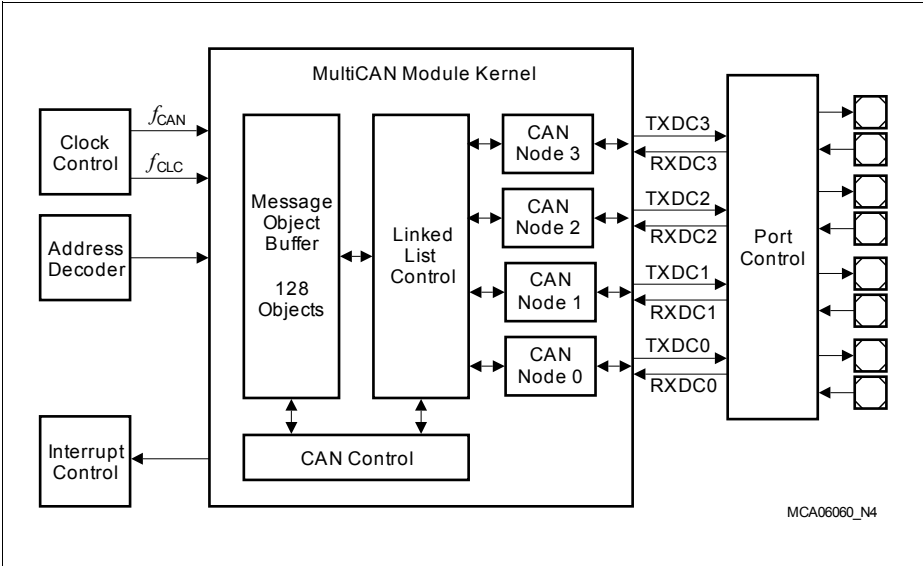 MultiCAN Module Kernel
Clock
Control
fCAN
fCLC
Address
Decoder
Interrupt
Control
Message
Object
Buffer
128
Objects
Linked
List
Control
CAN Control
CAN
Node 3
CAN
Node 2
CAN
Node 1
CAN
Node 0
TXDC3
RXDC3
TXDC2
RXDC2
TXDC1
RXDC1
TXDC0
RXDC0
Port
Control
MCA06060_N4